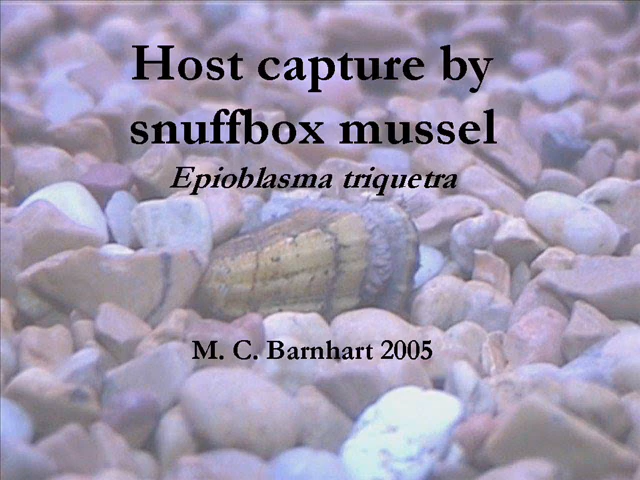 Host capture by
snuffbox mussel
Epioblasma triquetra
M. C. Barnhart 2005